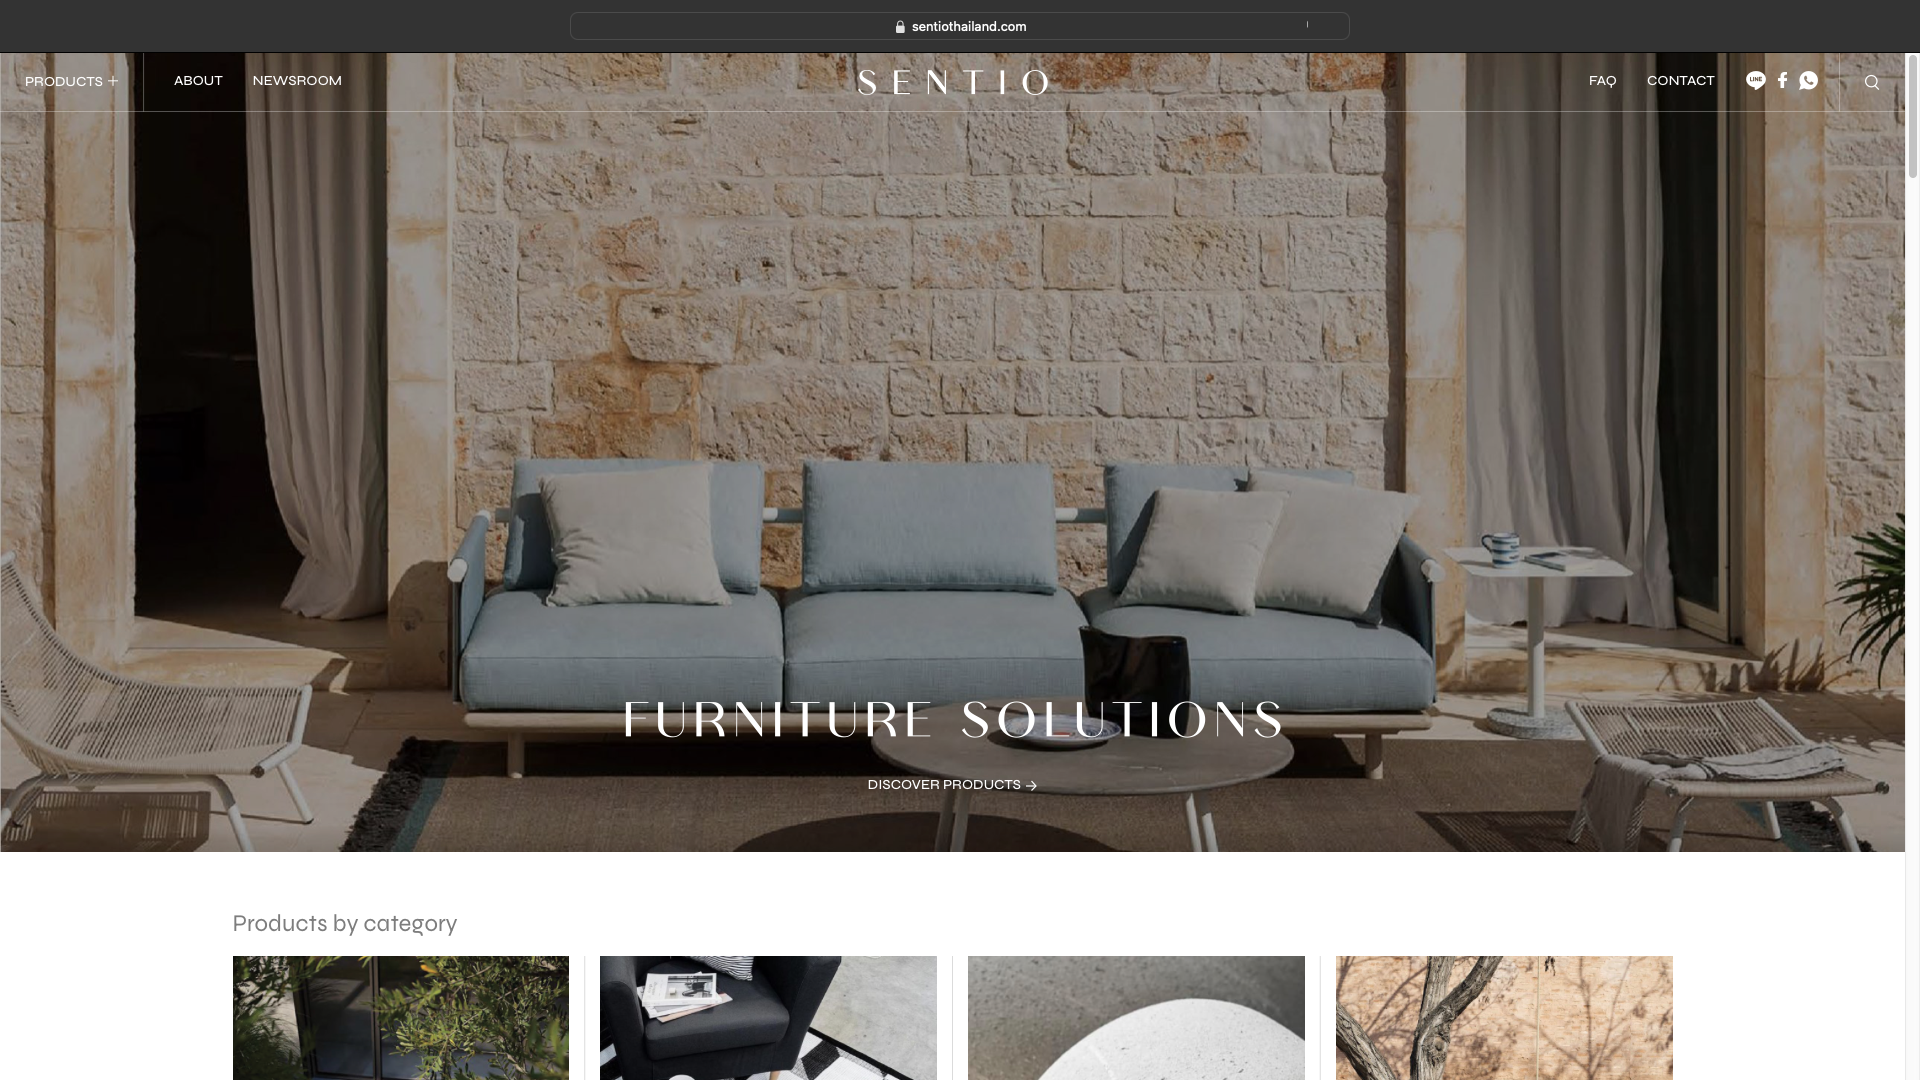 sentiothailand.com
PRODUCTS +
ABOUT
NEWSROOM
SENTIO
FAQ
CONTACT
LINE
FURNITURE SOLUTIONS
DISCOVER PRODUCTS →
Products by category